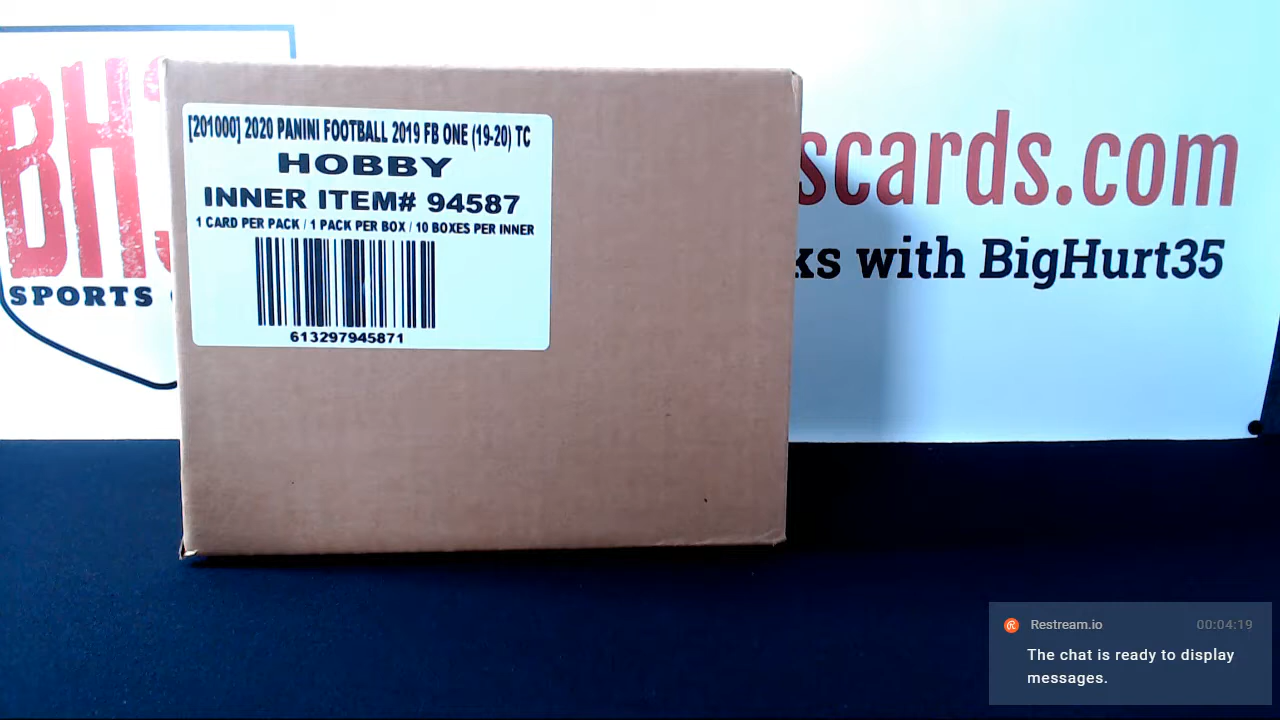 [201000] 2020 PANINI FOOTBALL 2019 FB ONE (19-20) TC
HOBBY
INNER ITEM# 94587
1 CARD PER PACK / 1 PACK PER BOX / 10 BOXES PER INNER
613297945871
SPORTS
scards.com
with BigHurt35
Restream.io
00:04:19
The chat is ready to display
messages.